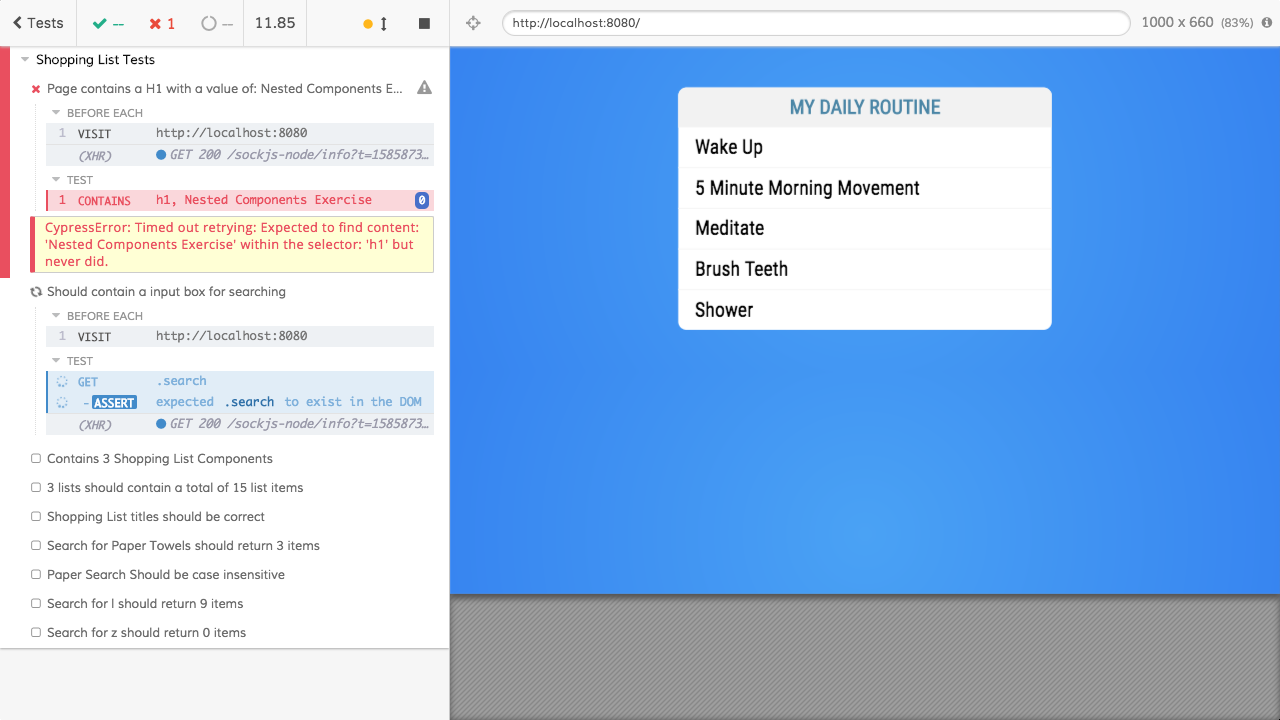 Tests
--
1
--
11.85
http://localhost:8080/
1000 x 660 (83%)
Shopping List Tests
Page contains a H1 with a value of: Nested Components E...
BEFORE EACH
1 VISIT http://localhost:8080
(XHR) GET 200 /sockjs-node/info?t=1585873...
TEST
1 CONTAINS h1, Nested Components Exercise 0
CypressError: Timed out retrying: Expected to find content:
'Nested Components Exercise' within the selector: 'h1' but
never did.
Should contain a input box for searching
BEFORE EACH
1 VISIT http://localhost:8080
TEST
GET .search
- ASSERT expected .search to exist in the DOM
(XHR) GET 200 /sockjs-node/info?t=1585873...
Contains 3 Shopping List Components
3 lists should contain a total of 15 list items
Shopping List titles should be correct
Search for Paper Towels should return 3 items
Paper Search Should be case insensitive
Search for l should return 9 items
Search for z should return 0 items
MY DAILY ROUTINE
Wake Up
5 Minute Morning Movement
Meditate
Brush Teeth
Shower